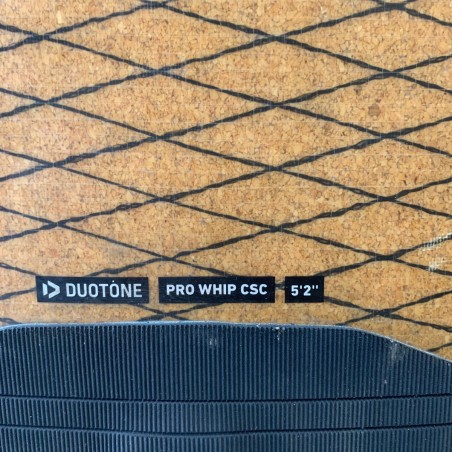 DUOTONE PRO WHIP CSC 5'2''